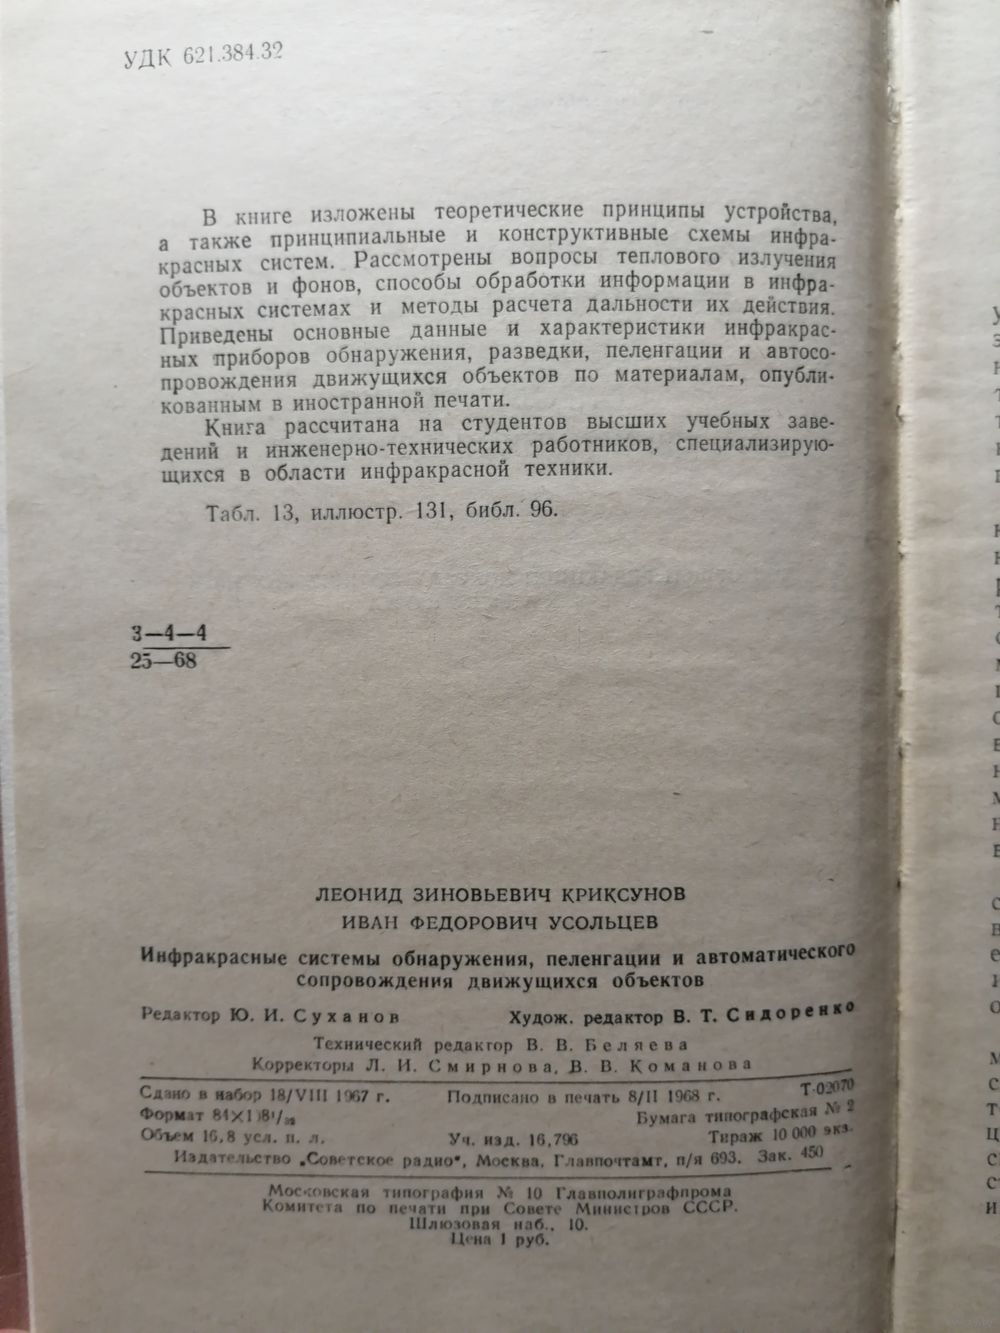 УДК 621.384.32
В книге изложены теоретические принципы устройства,
а также принципиальные и конструктивные схемы инфра-
красных систем. Рассмотрены вопросы теплового излучения
объектов и фонов, способы обработки информации в инфра-
красных системах и методы расчета дальности их действия.
Приведены основные данные и характеристики инфракрас-
ных приборов обнаружения, разведки, пеленгации и автосо-
провождения движущихся объектов по материалам, опубли-
кованным в иностранной печати.
Книга рассчитана на студентов высших учебных заве-
дений и инженерно-технических работников, специализирую-
щихся в области инфракрасной техники.
Табл. 13, иллюстр. 131, библ. 96.
3—4—4
25—68
ЛЕОНИД ЗИНОВЬЕВИЧ КРИКСУНОВ
ИВАН ФЕДОРОВИЧ УСОЛЬЦЕВ
Инфракрасные системы обнаружения, пеленгации и автоматического
сопровождения движущихся объектов
Редактор Ю. И. Суханов Худож. редактор В. Т. Сидоренко
Технический редактор В. В. Беляева
Корректоры Л. И. Смирнова, В. В. Команова
Сдано в набор 18/VIII 1967 г. Подписано в печать 8/II 1968 г. Т-02070
Формат Бумага типографская № 2
Объем 16,8 усл. п. л. Уч. изд. 16,796 Тираж 10 000 экз.
Издательство „Советское радио“, Москва, Главпочтамт, п/я 693. Зак. 450
Московская типография № 10 Главполиграфпрома
Комитета по печати при Совете Министров СССР.
Шлюзовая наб., 10.
Цена 1 руб.